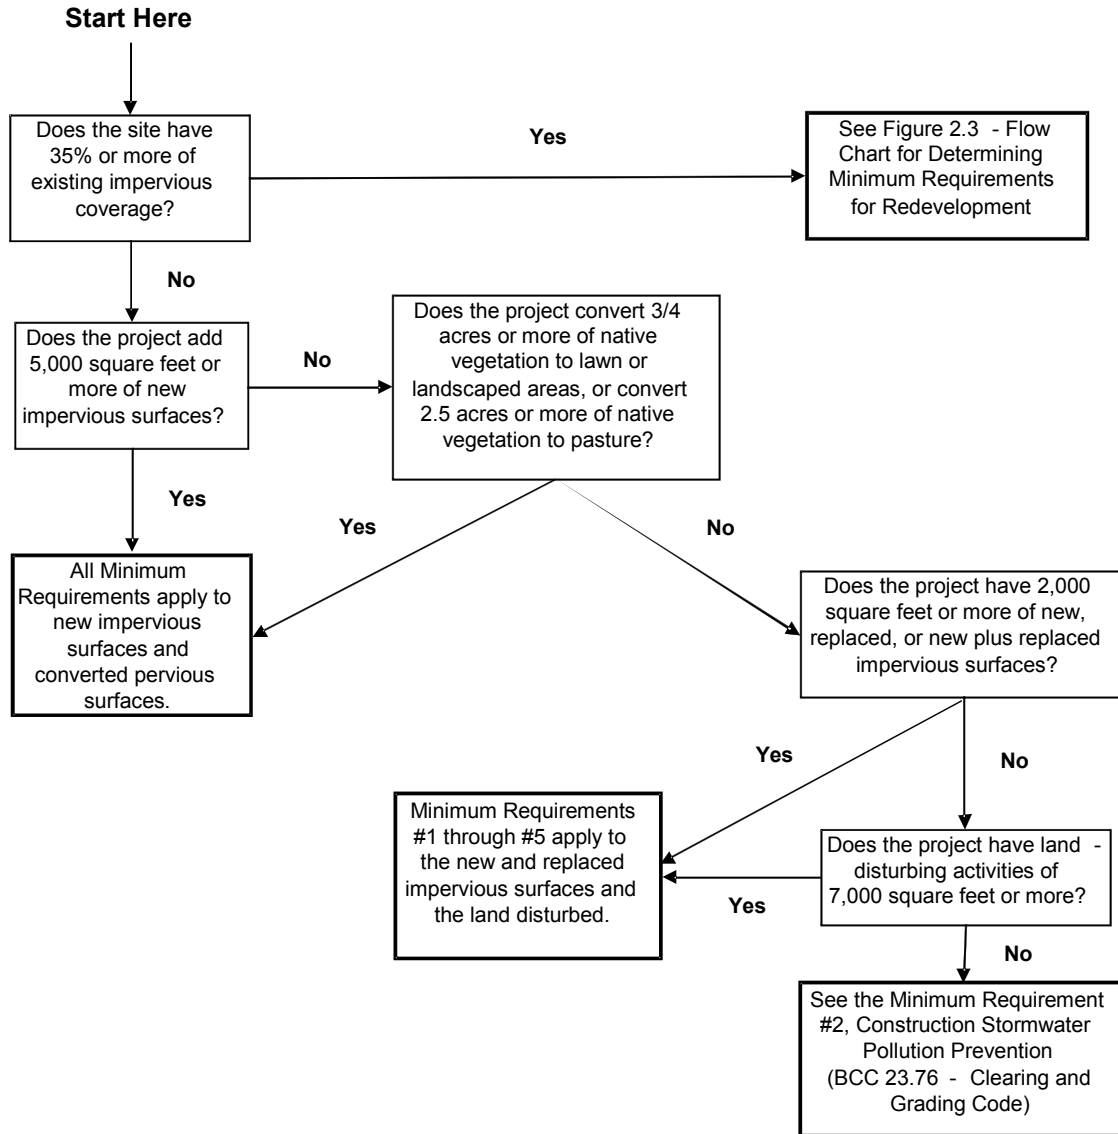 Start Here
Does the site have
35% or more of
existing impervious
coverage?
Yes
See Figure 2.3 - Flow
Chart for Determining
Minimum Requirements
for Redevelopment
No
Does the project add
5,000 square feet or
more of new
impervious surfaces?
No
Does the project convert 3/4
acres or more of native
vegetation to lawn or
landscaped areas, or convert
2.5 acres or more of native
vegetation to pasture?
Yes
Yes
No
All Minimum
Requirements apply to
new impervious
surfaces and
converted pervious
surfaces.
Does the project have 2,000
square feet or more of new,
replaced, or new plus replaced
impervious surfaces?
Yes
No
Minimum Requirements
#1 through #5 apply to
the new and replaced
impervious surfaces and
the land disturbed.
Does the project have land -
disturbing activities of
7,000 square feet or more?
Yes
No
See the Minimum Requirement
#2, Construction Stormwater
Pollution Prevention
(BCC 23.76 - Clearing and
Grading Code)